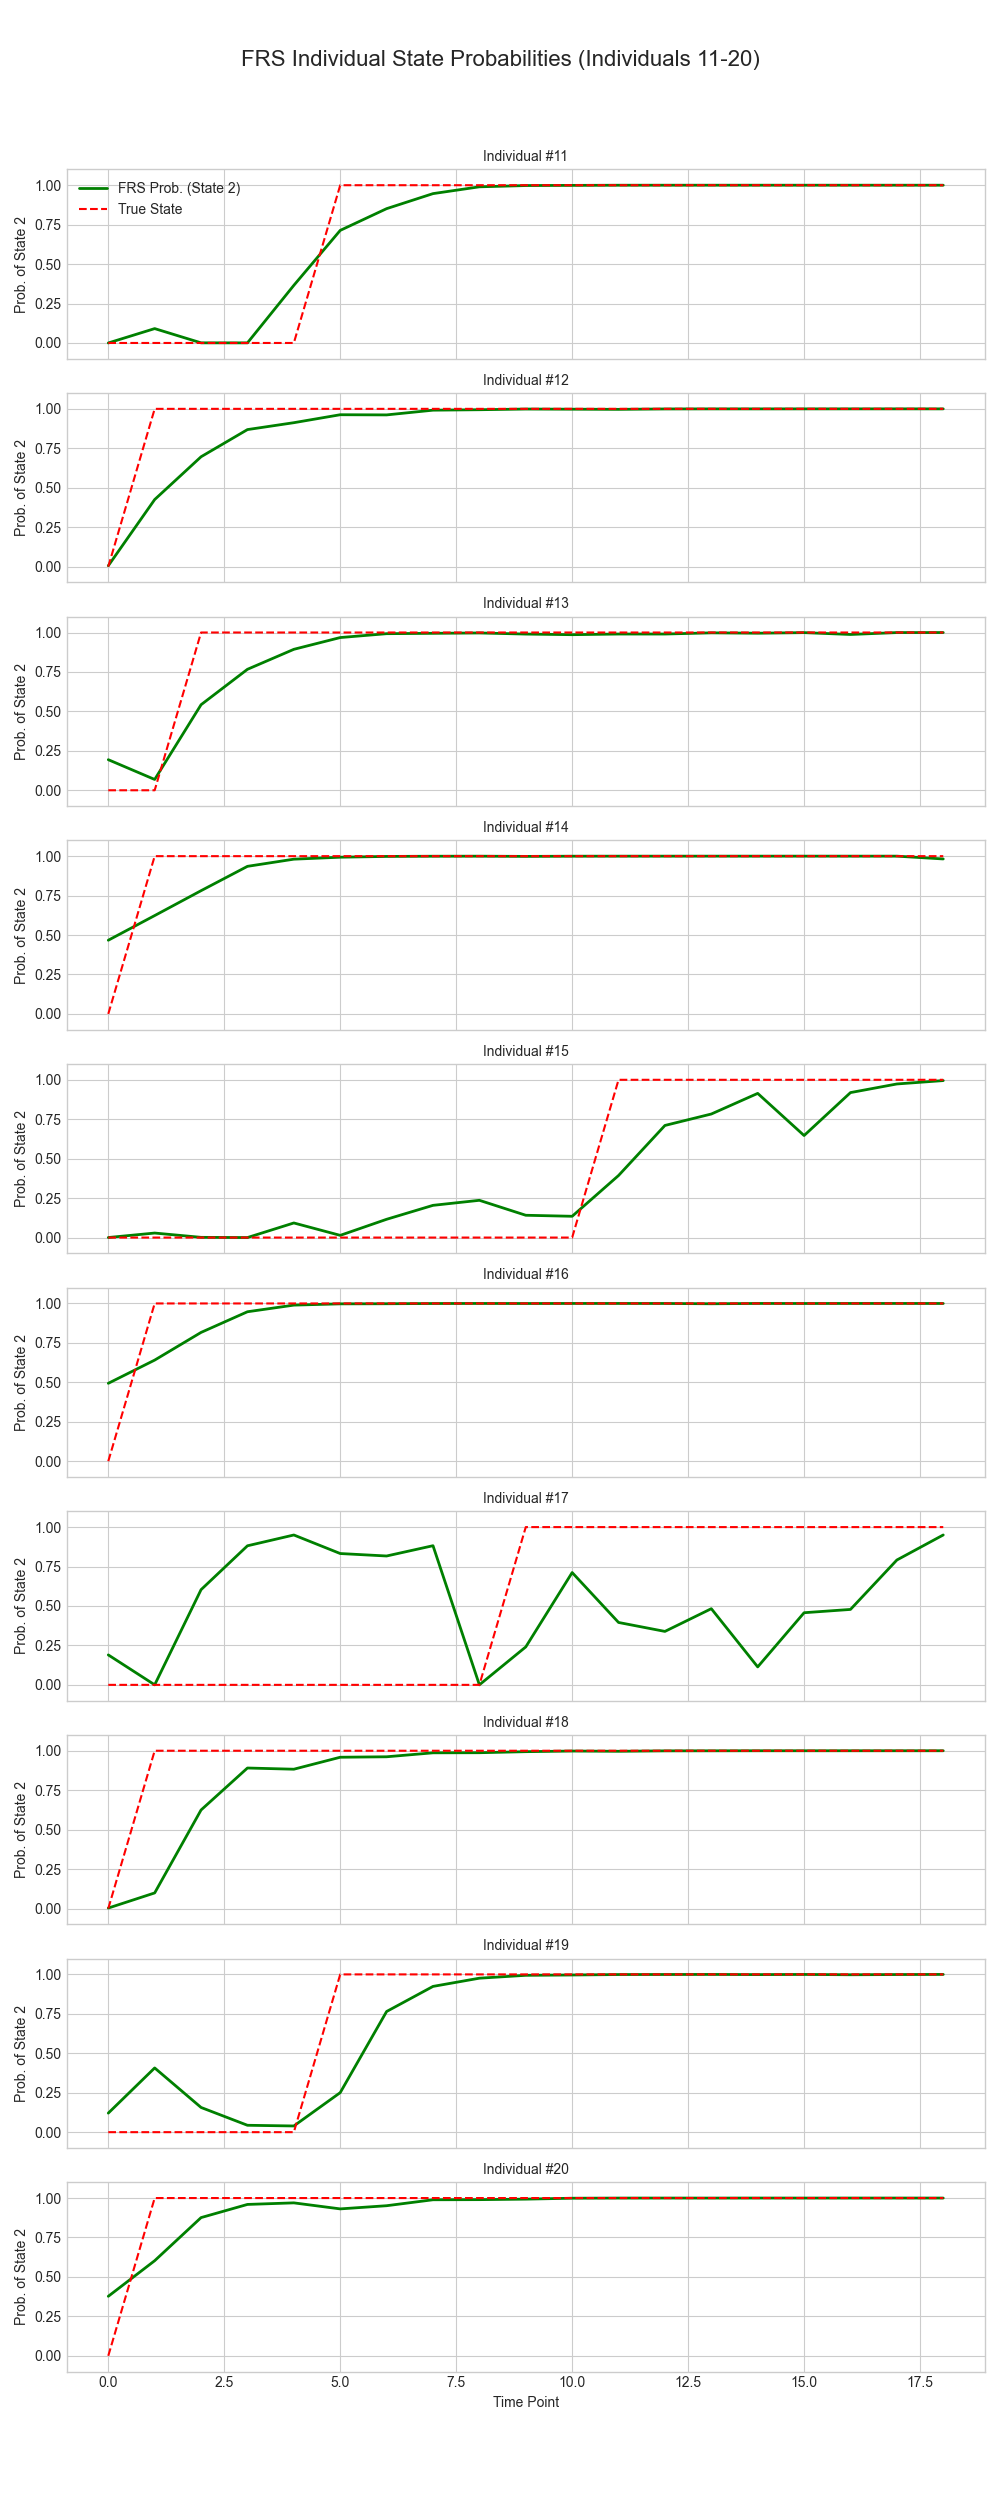 FRS Individual State Probabilities (Individuals 11-20)
Individual #11
FRS Prob. (State 2)
True State
Prob. of State 2
1.00
0.75
0.50
0.25
0.00
Individual #12
Prob. of State 2
1.00
0.75
0.50
0.25
0.00
Individual #13
Prob. of State 2
1.00
0.75
0.50
0.25
0.00
Individual #14
Prob. of State 2
1.00
0.75
0.50
0.25
0.00
Individual #15
Prob. of State 2
1.00
0.75
0.50
0.25
0.00
Individual #16
Prob. of State 2
1.00
0.75
0.50
0.25
0.00
Individual #17
Prob. of State 2
1.00
0.75
0.50
0.25
0.00
Individual #18
Prob. of State 2
1.00
0.75
0.50
0.25
0.00
Individual #19
Prob. of State 2
1.00
0.75
0.50
0.25
0.00
Individual #20
Prob. of State 2
1.00
0.75
0.50
0.25
0.00
0.0 2.5 5.0 7.5 10.0 12.5 15.0 17.5
Time Point